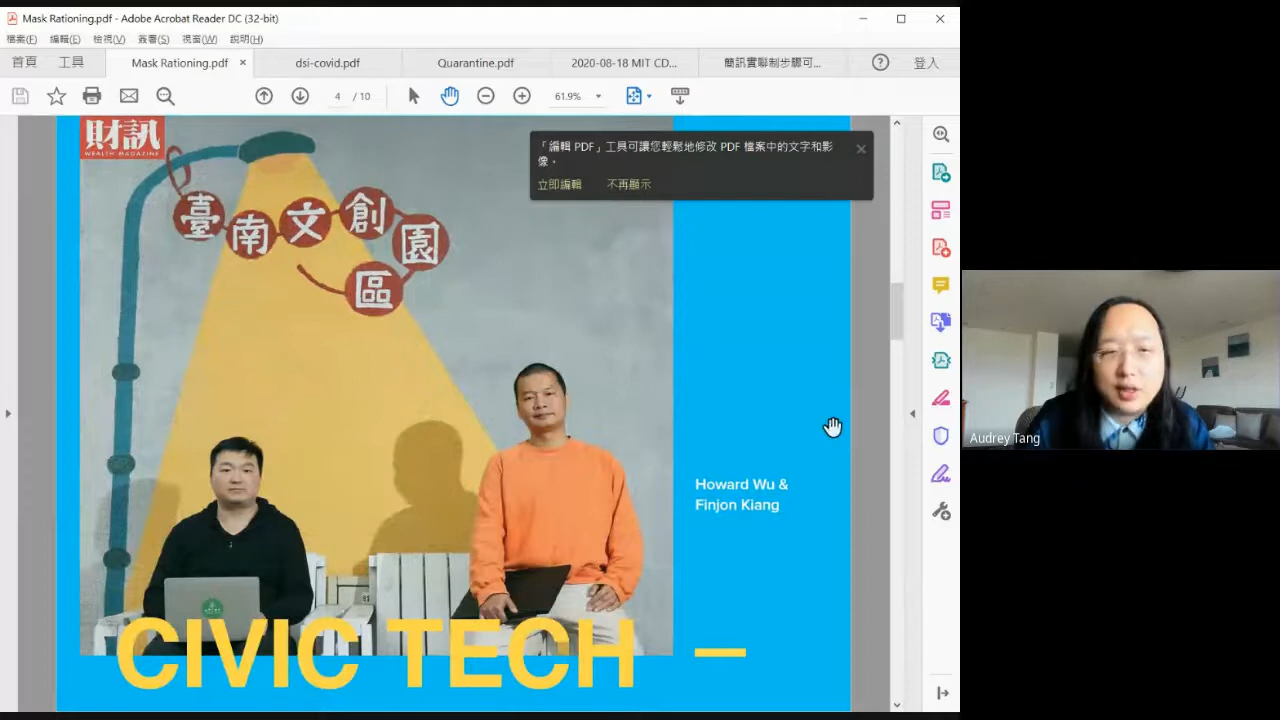 Mask Rationing.pdf - Adobe Acrobat Reader DC (32-bit)
檔案(F) 編輯(E) 檢視(V) 簽署(S) 視窗(W) 說明(H)
首頁 工具 Mask Rationing.pdf dsi-covid.pdf Quarantine.pdf 2020-08-18 MIT CD... 簡訊實聯制步驟可... 登入
4 / 10 61.9%
財訊
WEALTH MAGAZINE
「編輯 PDF」工具可讓您輕鬆地修改 PDF 檔案中的文字和影
像。
立即編輯 不再顯示
臺南文創園區
Howard Wu &
Finjon Kiang
CIVIC TECH
Audrey Tang